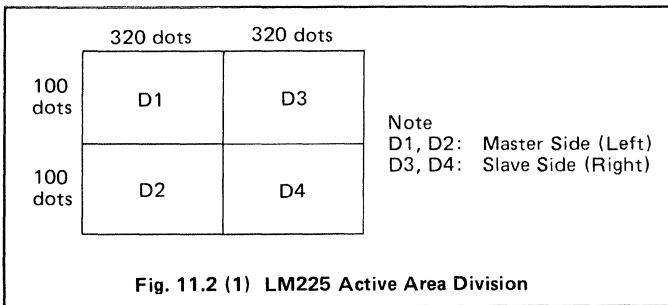 320 dots 320 dots
100
dots
D1 D3
Note
D1, D2: Master Side (Left)
D3, D4: Slave Side (Right)
100
dots
D2 D4
Fig. 11.2 (1) LM225 Active Area Division